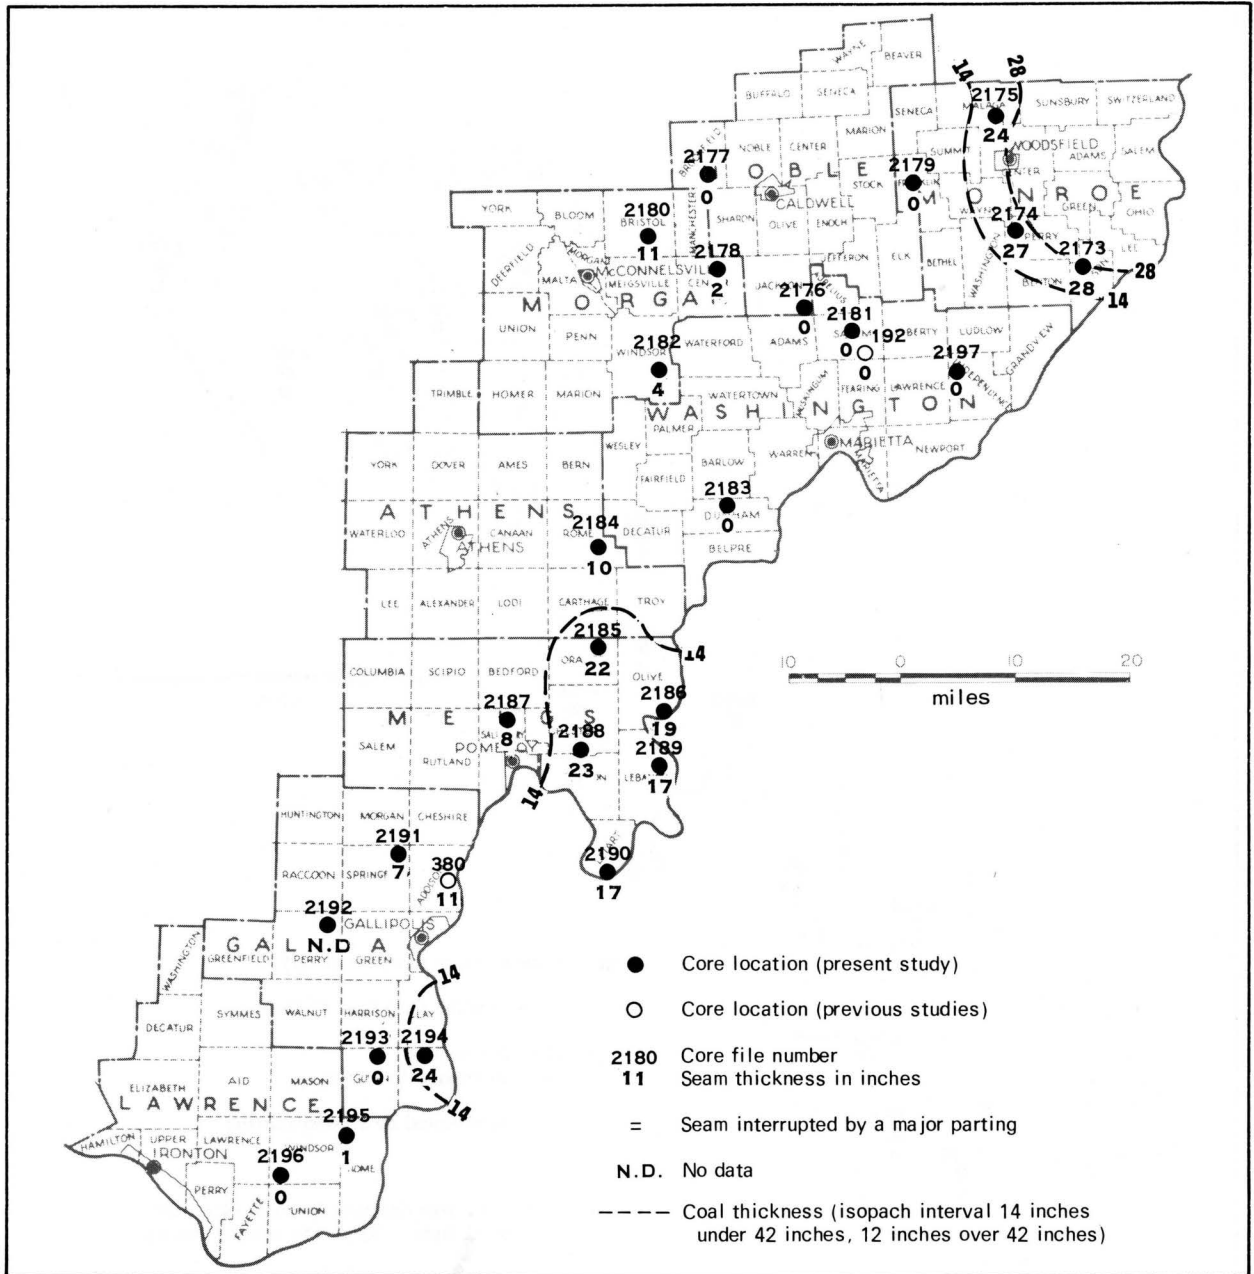 WAYNE
BEAVER
BUFFALO
SENECA
14
28
2175
MALAGA
SUNSBURY
SWITZERLAND
24
SENECA
NOBLE
CENTER
MARION
SUMMIT
WOODSFIELD
ADAMS
SALEM
2177
0
O B L E
2179
0
STOCK
CALDWELL
M O N R O E
YORK
BLOOM
2180
BRISTOL
11
MANCHESTER
SHARON
OLIVE
ENOCH
WAYN
2174
PERRY
27
GREEN
OHIO
LEE
DEERFIELD
MALTA
McCONNELSVILLE
MEIGSVILLE
2178
2
ELK
BETHEL
WASHINGTON
2173
28
BENTON
28
14
M O R G A N
JACKSON
2176
0
UNION
PENN
2181
0
192
0
LUDLOW
GRANDVIEW
2182
WINDSOR
4
WATERFORD
ADAMS
2197
0
INDEPENDENCE
TRIMBLE
HOMER
MARION
WATERTOWN
MUSKINGUM
FEARING
LAWRENCE
W A S H I N G T O N
PALMER
WESLEY
MARIETTA
MARIETTA
NEWPORT
YORK
DOVER
AMES
BERN
FAIRFIELD
BARLOW
WARREN
A T H E N S
2183
0
WATERLOO
ATHENS
ATHENS
CANAAN
2184
ROME
10
DECATUR
BELPRE
LEE
ALEXANDER
LODI
CARTHAGE
TROY
14
COLUMBIA
SCIPIO
BEDFORD
2185
22
OLIVE
10 0 10 20
miles
M E G S
2187
8
2186
19
SALEM
RUTLAND
POMEROY
2188
23
2189
17
14
HUNTINGTON
MORGAN
CHESHIRE
2191
7
RACCOON
380
11
ADDISON
2190
17
2192
N.D
GALLIPOLIS
G A L   A
GREENFIELD
PERRY
GREEN
WASHINGTON
14
DECATUR
SYMMES
WALNUT
HARRISON
2193
0
2194
24
14
ELIZABETH
AID
MASON
L A W R E N C E
2195
1
HAMILTON
UPPER
LAWRENCE
IRONTON
2196
0
PERRY
FAYETTE
UNION
Core location (present study)
Core location (previous studies)
2180 Core file number
11 Seam thickness in inches
= Seam interrupted by a major parting
N.D. No data
Coal thickness (isopach interval 14 inches
under 42 inches, 12 inches over 42 inches)